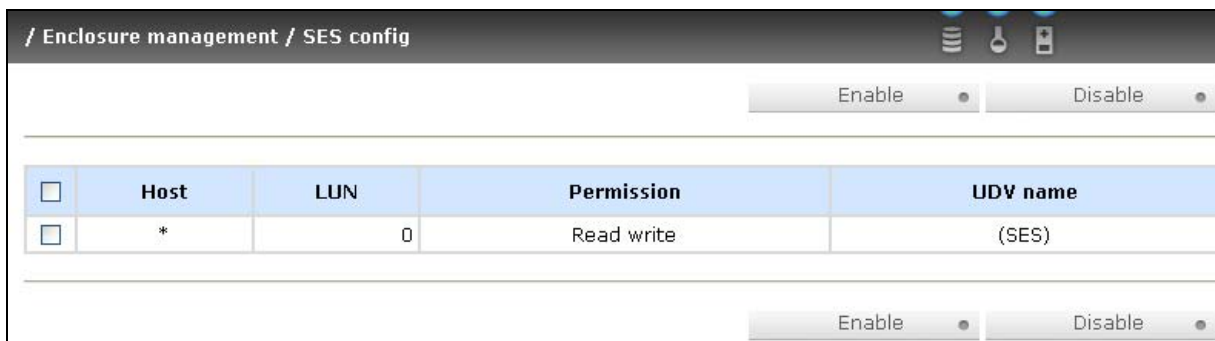 / Enclosure management / SES config
Enable Disable
Host LUN Permission UDV name
* 0 Read write (SES)
Enable Disable